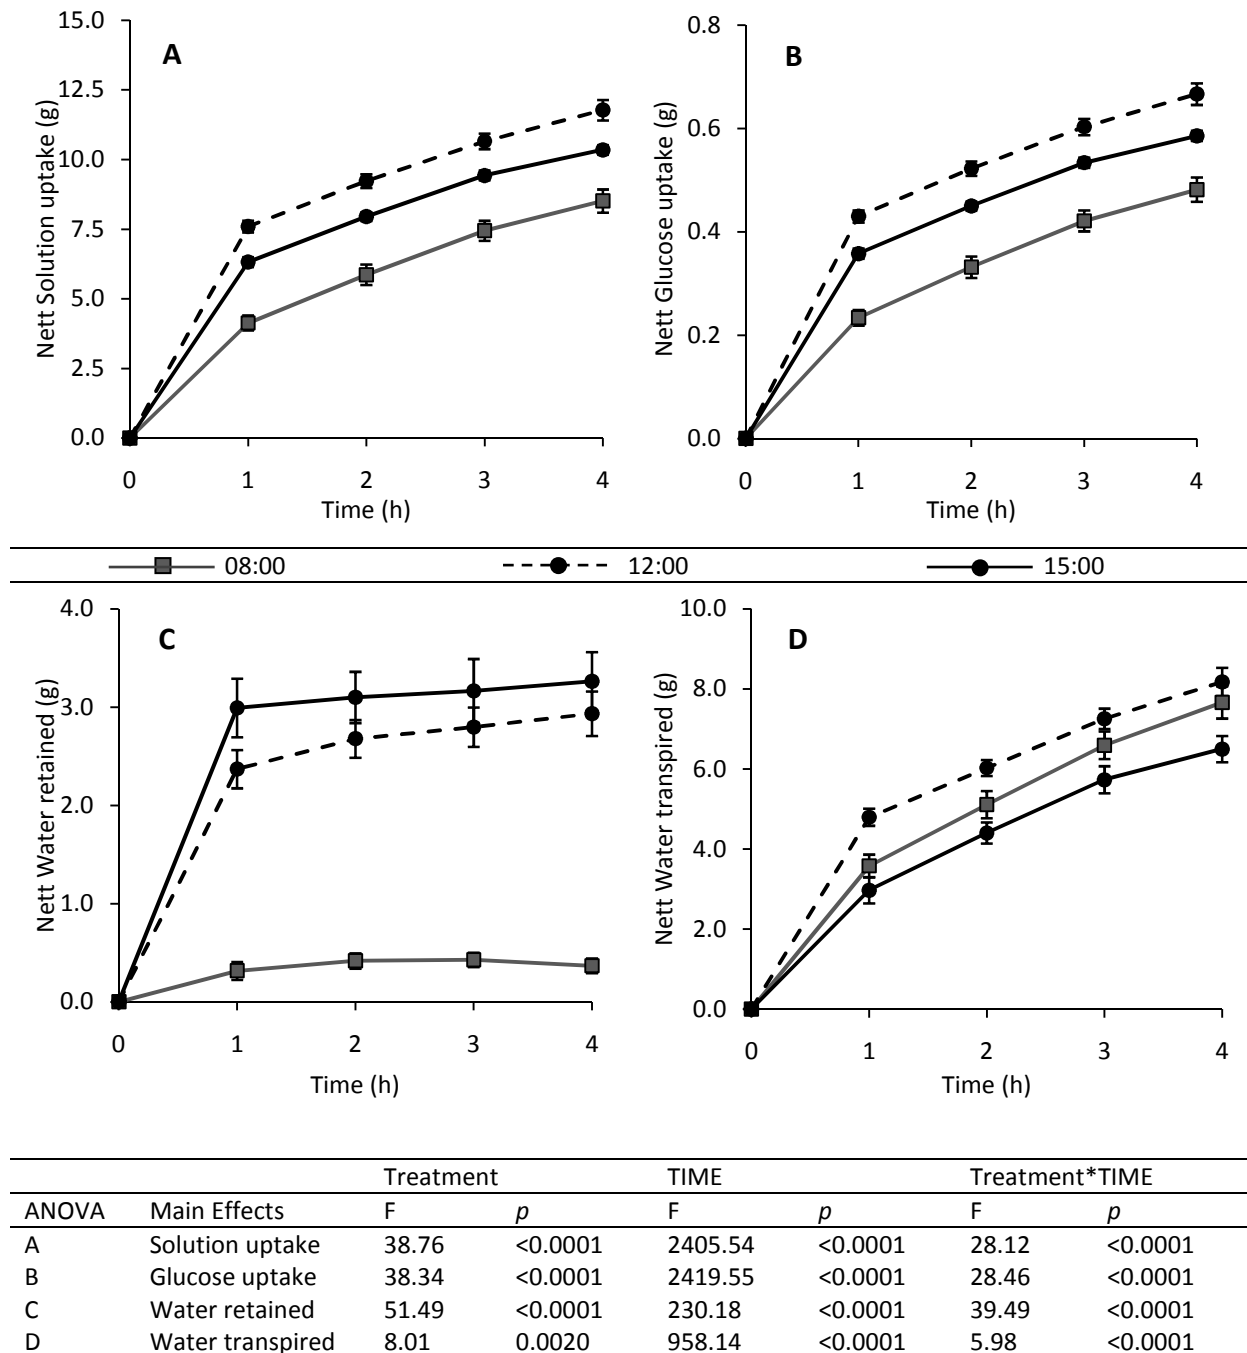 A
Nett Solution uptake (g)
15.0
12.5
10.0
7.5
5.0
2.5
0.0
0 1 2 3 4
Time (h)
B
Nett Glucose uptake (g)
0.8
0.6
0.4
0.2
0.0
0 1 2 3 4
Time (h)
08:00 12:00 15:00
C
Nett Water retained (g)
4.0
3.0
2.0
1.0
0.0
0 1 2 3 4
Time (h)
D
Nett Water transpired (g)
10.0
8.0
6.0
4.0
2.0
0.0
0 1 2 3 4
Time (h)
Treatment TIME Treatment*TIME
ANOVA Main Effects F p F p F p
A Solution uptake 38.76 <0.0001 2405.54 <0.0001 28.12 <0.0001
B Glucose uptake 38.34 <0.0001 2419.55 <0.0001 28.46 <0.0001
C Water retained 51.49 <0.0001 230.18 <0.0001 39.49 <0.0001
D Water transpired 8.01 0.0020 958.14 <0.0001 5.98 <0.0001